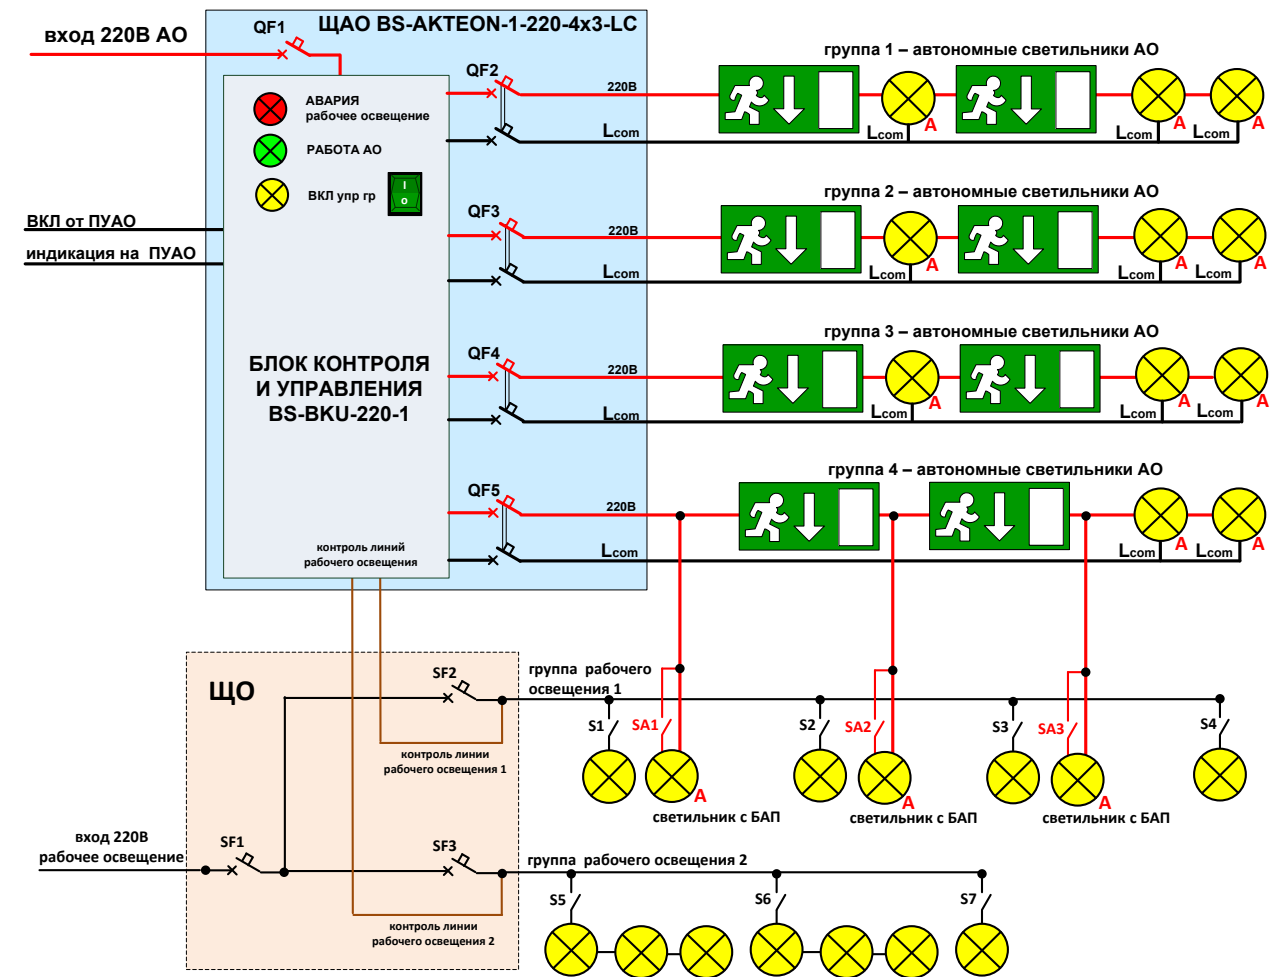 ЩАО BS-AKTEON-1-220-4x3-LC
вход 220В АО
QF1
АВАРИЯ
рабочее освещение
РАБОТА АО
ВКЛ упр гр
I
o
ВКЛ от ПУАО
индикация на ПУАО
БЛОК КОНТРОЛЯ
И УПРАВЛЕНИЯ
BS-BKU-220-1
контроль линий
рабочего освещения
QF2
220В
Lcom
группа 1 – автономные светильники АО
Lcom
A
Lcom
A
Lcom
A
QF3
220В
Lcom
группа 2 – автономные светильники АО
Lcom
A
Lcom
A
Lcom
A
QF4
220В
Lcom
группа 3 – автономные светильники АО
Lcom
A
Lcom
A
Lcom
A
QF5
220В
Lcom
группа 4 – автономные светильники АО
Lcom
A
Lcom
A
ЩО
SF2
группа рабочего
освещения 1
S1
SA1
S2
SA2
S3
SA3
S4
A
светильник с БАП
A
светильник с БАП
A
светильник с БАП
контроль линии
рабочего освещения 1
вход 220В
рабочее освещение
SF1
SF3
группа рабочего освещения 2
S5
S6
S7
контроль линии
рабочего освещения 2